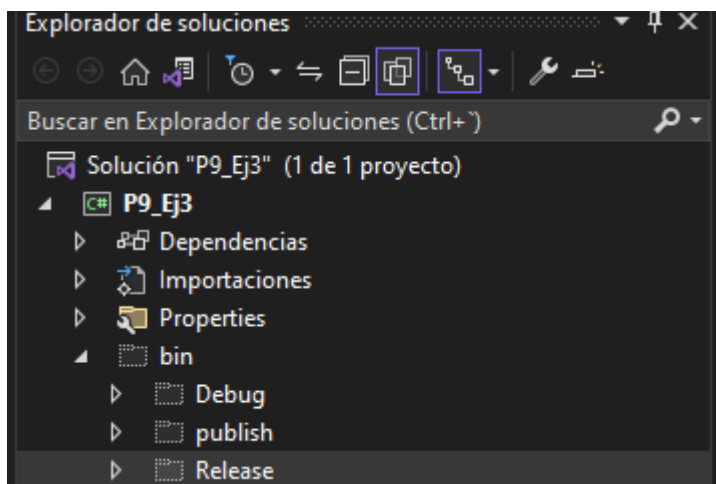 Explorador de soluciones
Buscar en Explorador de soluciones (Ctrl+`)
Solución "P9_Ej3" (1 de 1 proyecto)
C# P9_Ej3
Dependencias
Importaciones
Properties
bin
Debug
publish
Release